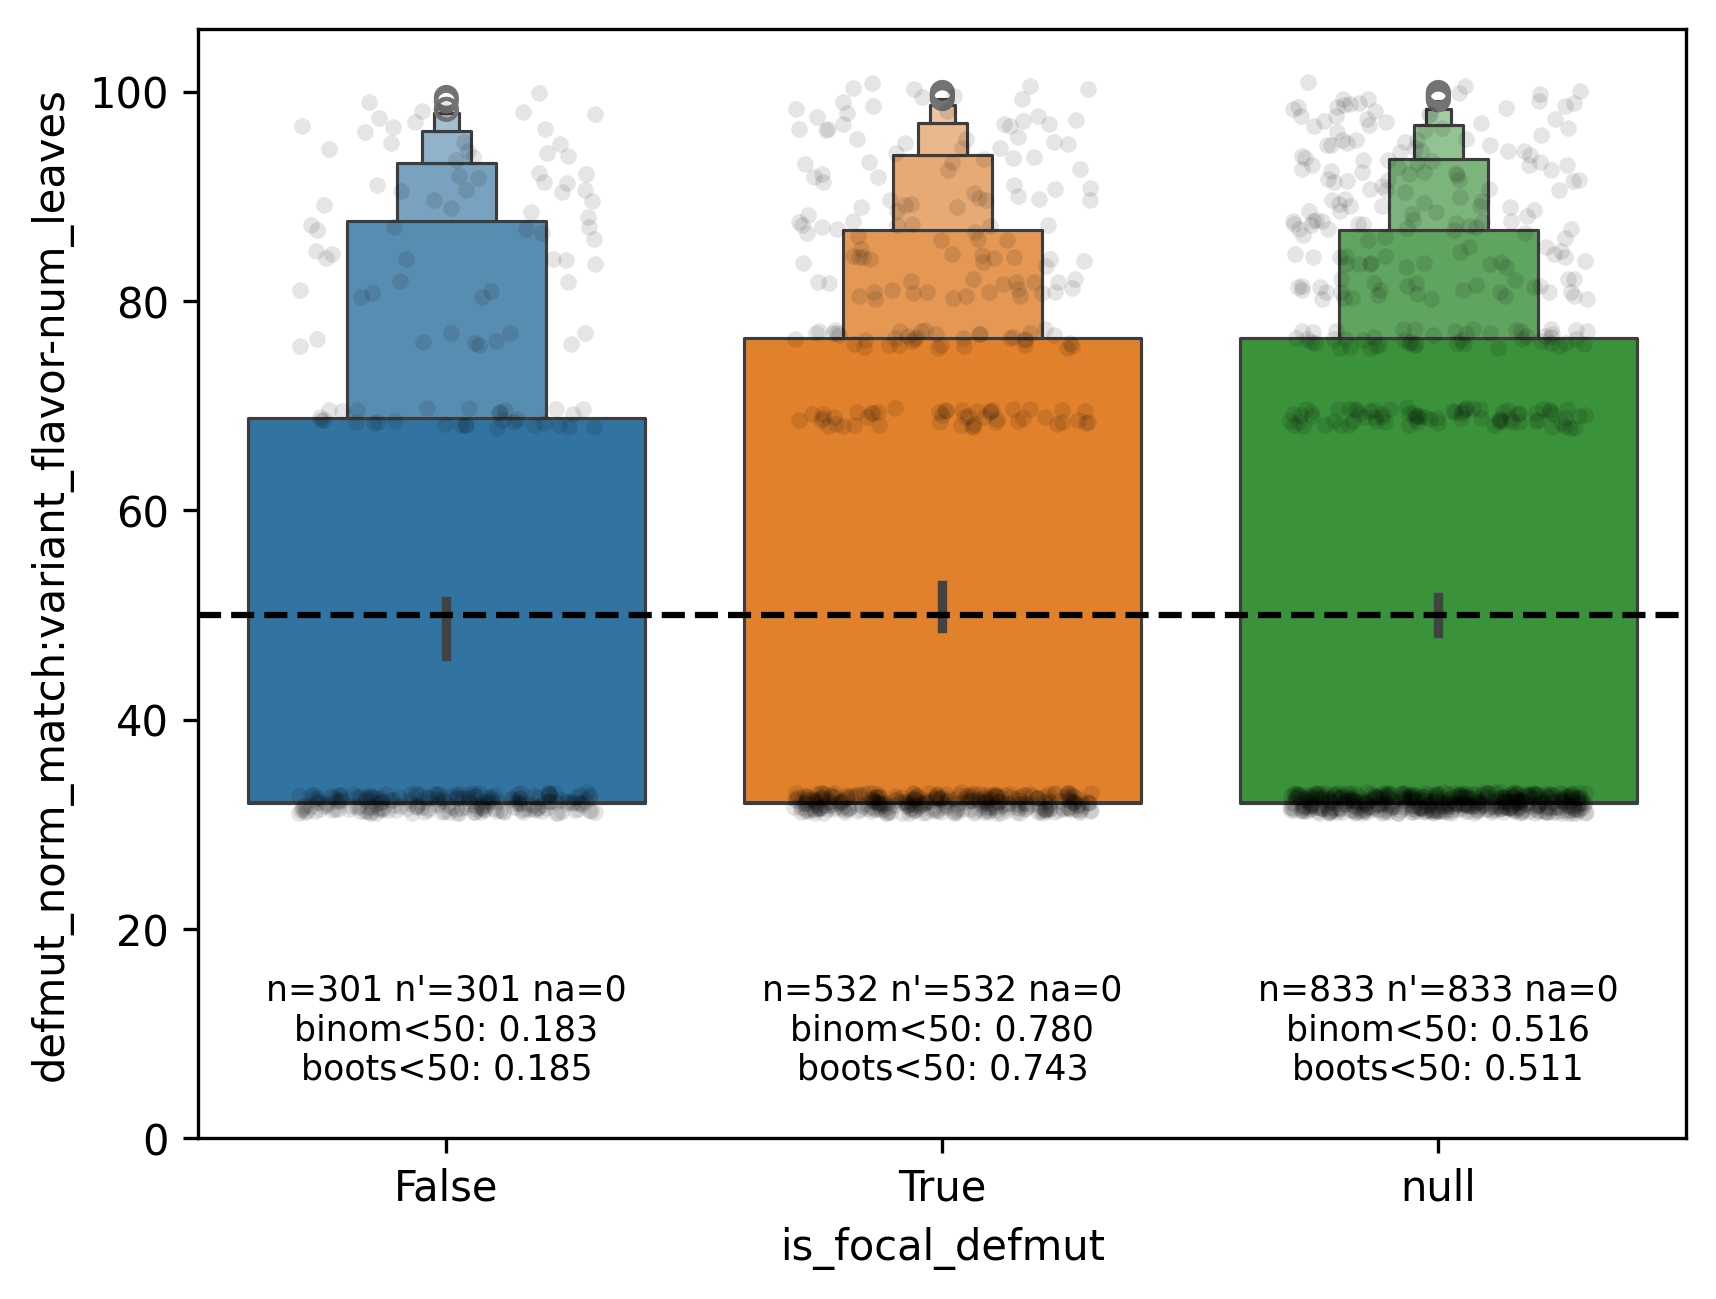 defmut_norm_match:variant_flavor-num_leaves
100
80
60
40
20
0
n=301 n'=301 na=0
binom<50: 0.183
boots<50: 0.185
n=532 n'=532 na=0
binom<50: 0.780
boots<50: 0.743
n=833 n'=833 na=0
binom<50: 0.516
boots<50: 0.511
False
True
null
is_focal_defmut